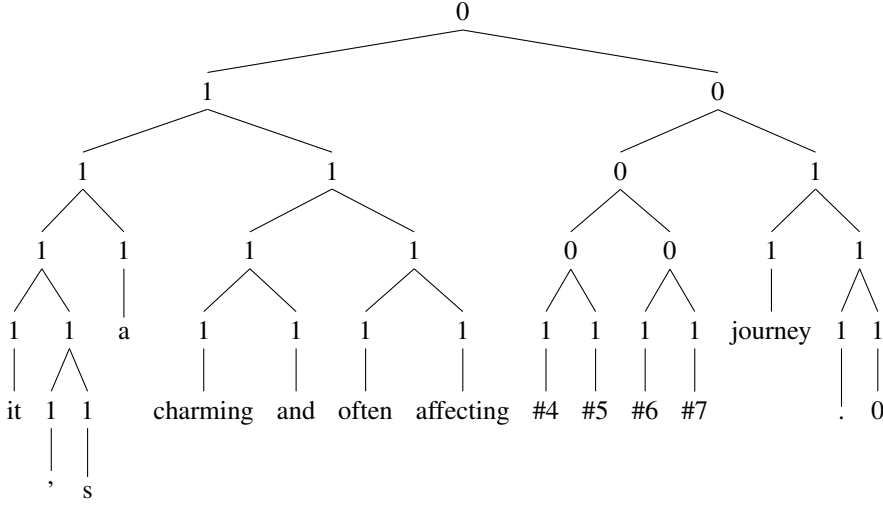 0
1 0
1 1 0 1
1 1 1 1 0 0 1 1
1 1 a 1 1 1 1 1 1 1 1 journey 1 1
it 1 1 charming and often affecting #4 #5 #6 #7 . 0
, s